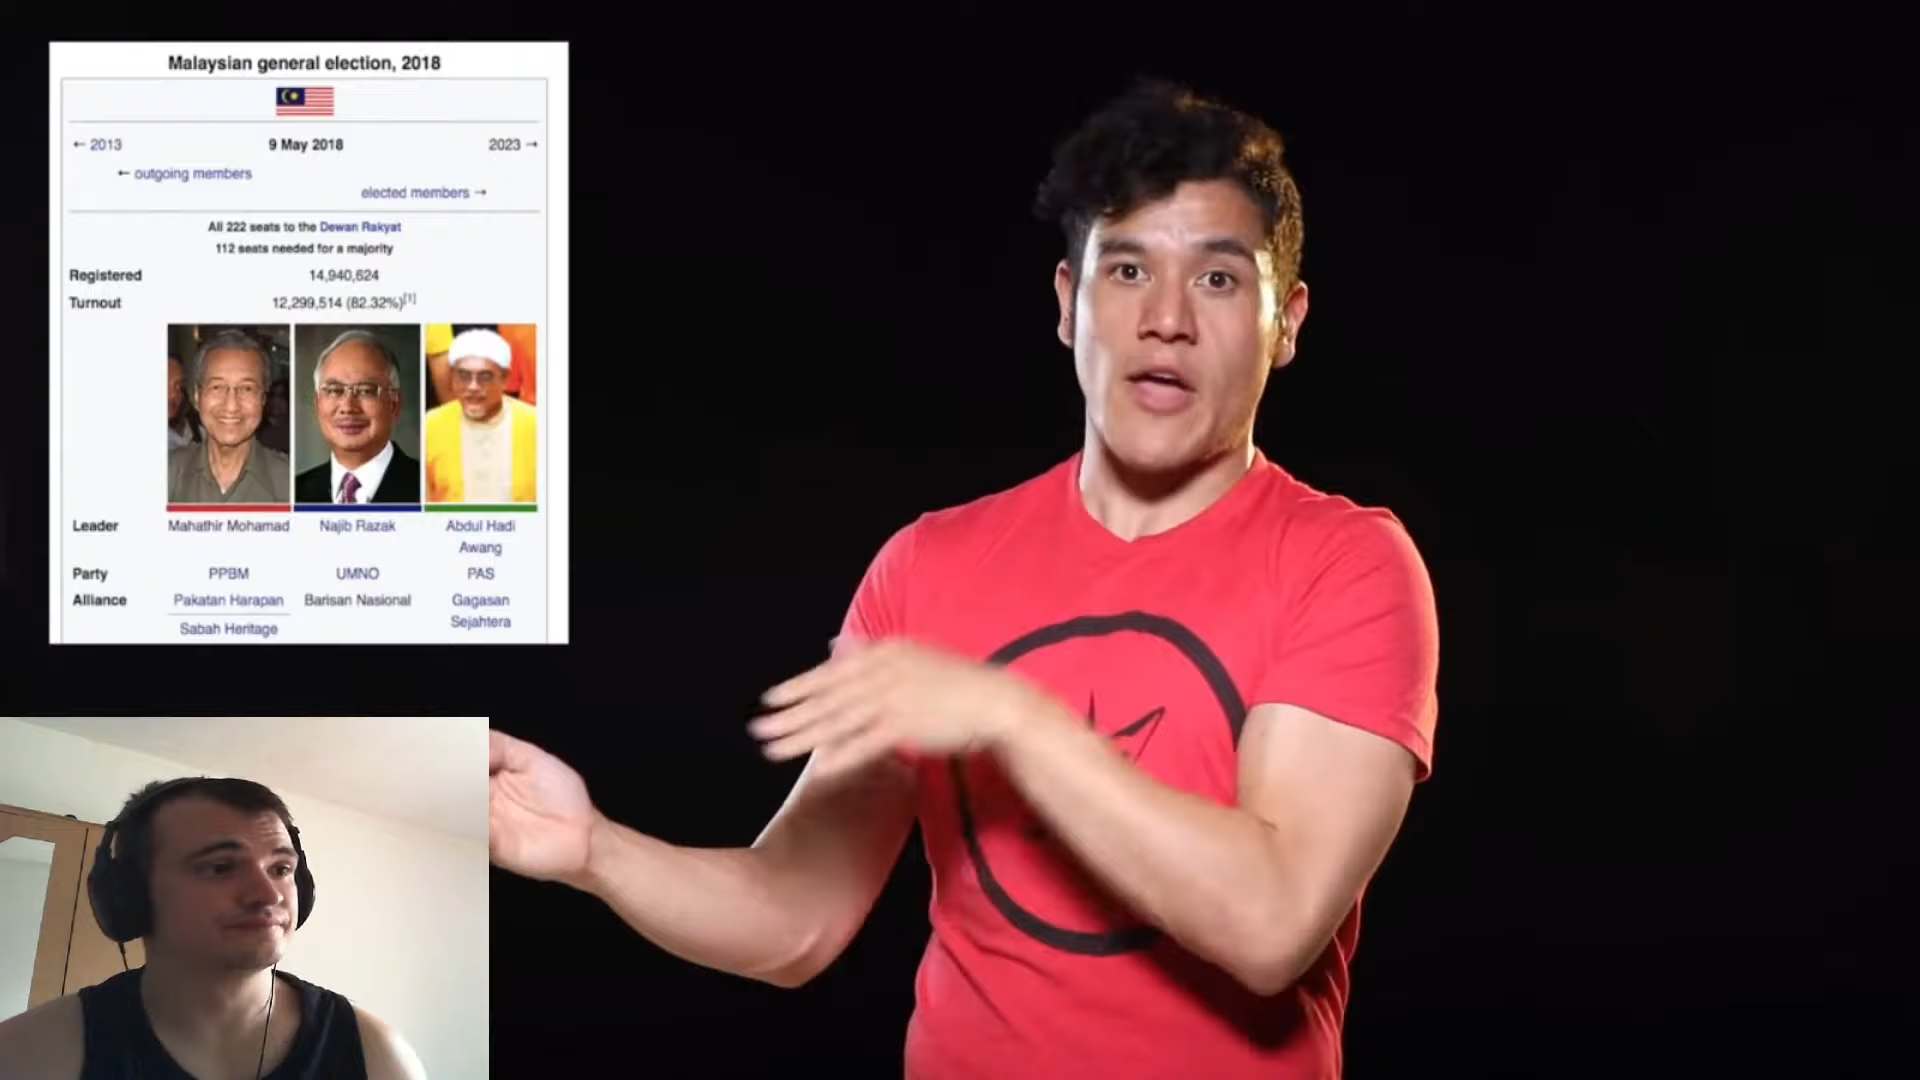 Malaysian general election, 2018
← 2013 9 May 2018 2023 →
← outgoing members
elected members →
All 222 seats to the Dewan Rakyat
112 seats needed for a majority
Registered 14,940,624
Turnout 12,299,514 (82.32%)[1]
Leader Mahathir Mohamad Najib Razak Abdul Hadi Awang
Party PPBM UMNO PAS
Alliance Pakatan Harapan Barisan Nasional Gagasan Sejahtera
Sabah Heritage